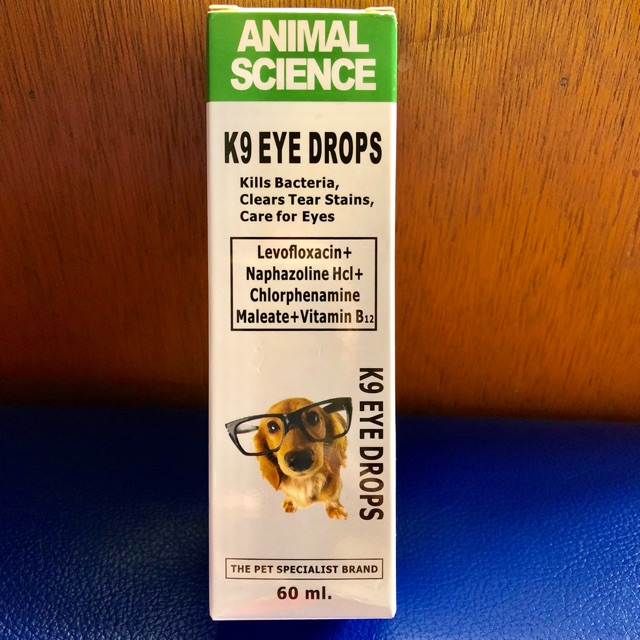 ANIMAL
SCIENCE
K9 EYE DROPS
Kills Bacteria,
Clears Tear Stains,
Care for Eyes
Levofloxacin+
Naphazoline Hcl+
Chlorphenamine
Maleate+Vitamin B₁₂
K9 EYE DROPS
THE PET SPECIALIST BRAND
60 ml.